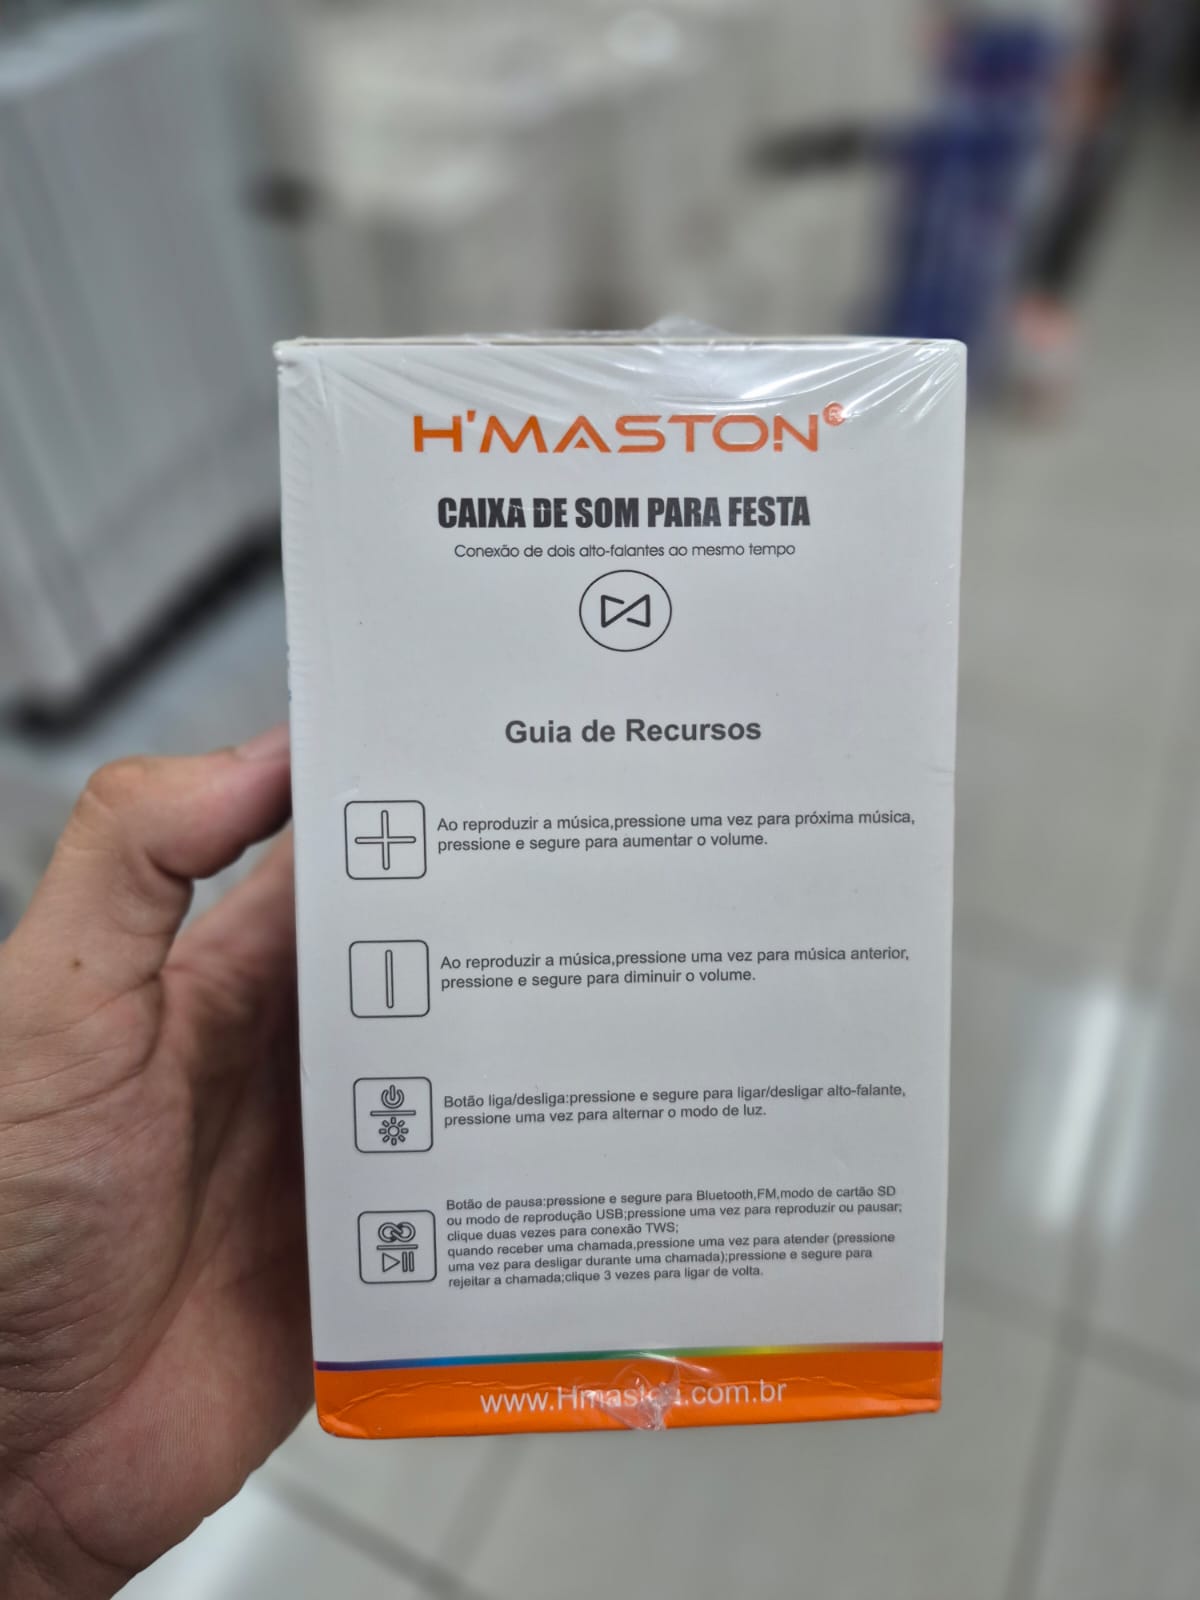 H'MASTON®
CAIXA DE SOM PARA FESTA
Conexão de dois alto-falantes ao mesmo tempo
Guia de Recursos
Ao reproduzir a música,pressione uma vez para próxima música,
pressione e segure para aumentar o volume.
Ao reproduzir a música,pressione uma vez para música anterior,
pressione e segure para diminuir o volume.
Botão liga/desliga:pressione e segure para ligar/desligar alto-falante,
pressione uma vez para alternar o modo de luz.
Botão de pausa:pressione e segure para Bluetooth,FM,modo de cartão SD
ou modo de reprodução USB;pressione uma vez para reproduzir ou pausar;
clique duas vezes para conexão TWS;
quando receber uma chamada,pressione uma vez para atender (pressione
uma vez para desligar durante uma chamada);pressione e segure para
rejeitar a chamada;clique 3 vezes para ligar de volta.
www.Hmaston.com.br